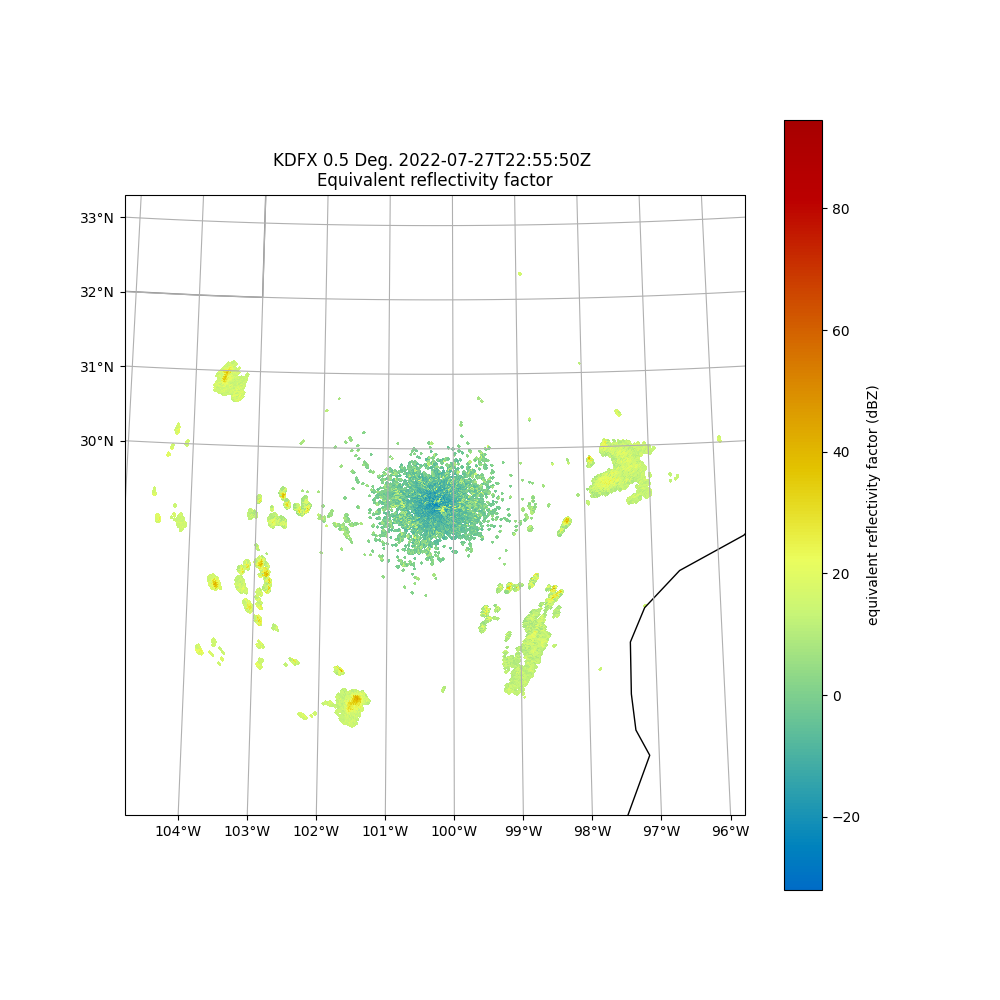 KDFX 0.5 Deg. 2022-07-27T22:55:50Z
Equivalent reflectivity factor
33°N
32°N
31°N
30°N
104°W 103°W 102°W 101°W 100°W 99°W 98°W 97°W 96°W
80
60
40
20
0
−20
equivalent reflectivity factor (dBZ)